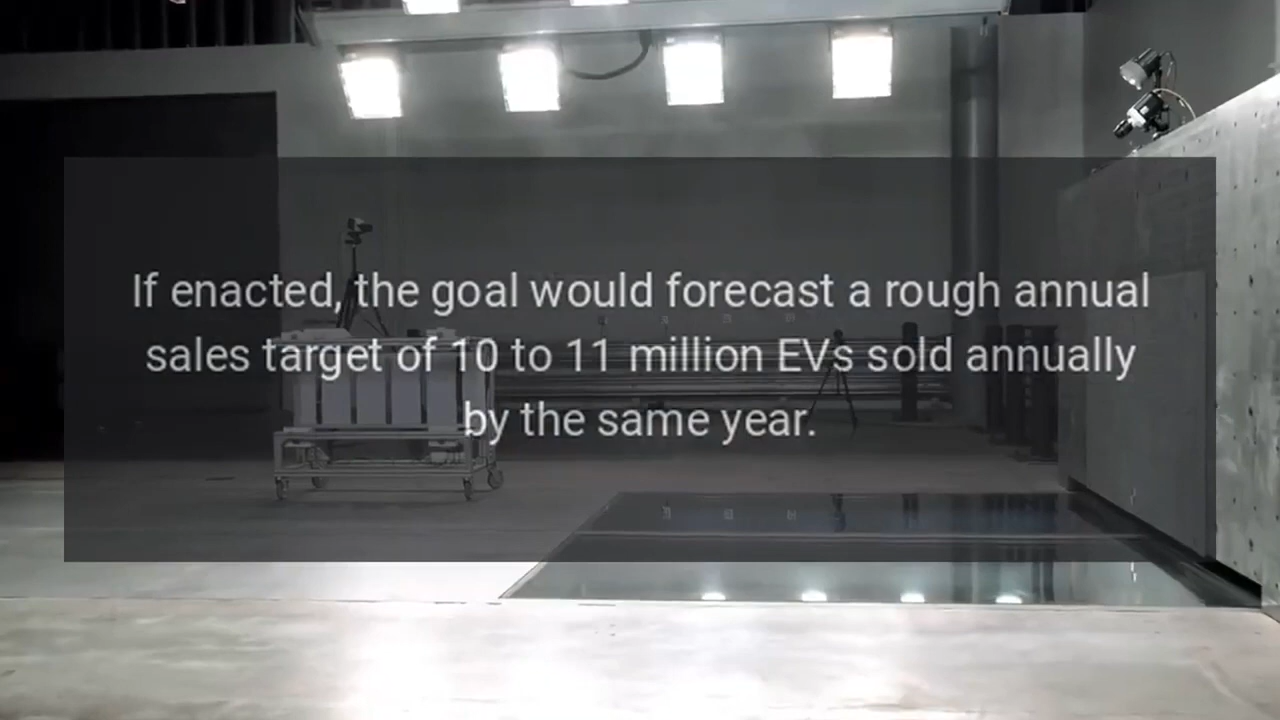 If enacted, the goal would forecast a rough annual
sales target of 10 to 11 million EVs sold annually
by the same year.